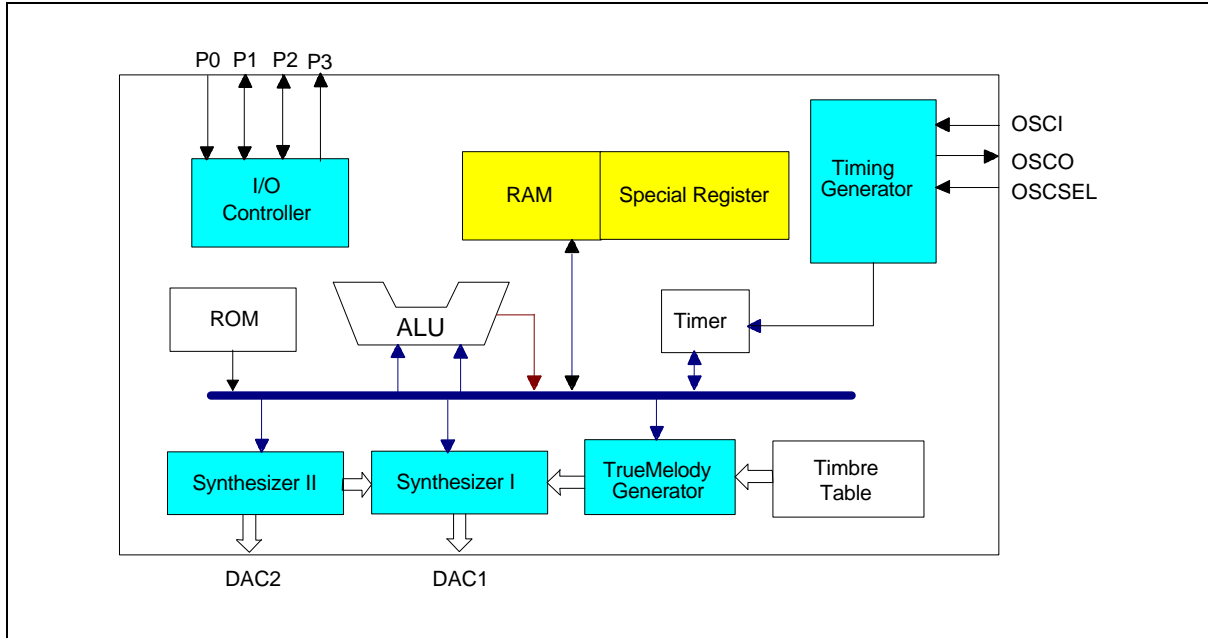 P0 P1 P2 P3
OSCI
OSCO
OSCSEL
I/O
Controller
RAM
Special Register
Timing
Generator
ROM
ALU
Timer
Synthesizer II
Synthesizer I
TrueMelody
Generator
Timbre
Table
DAC2
DAC1